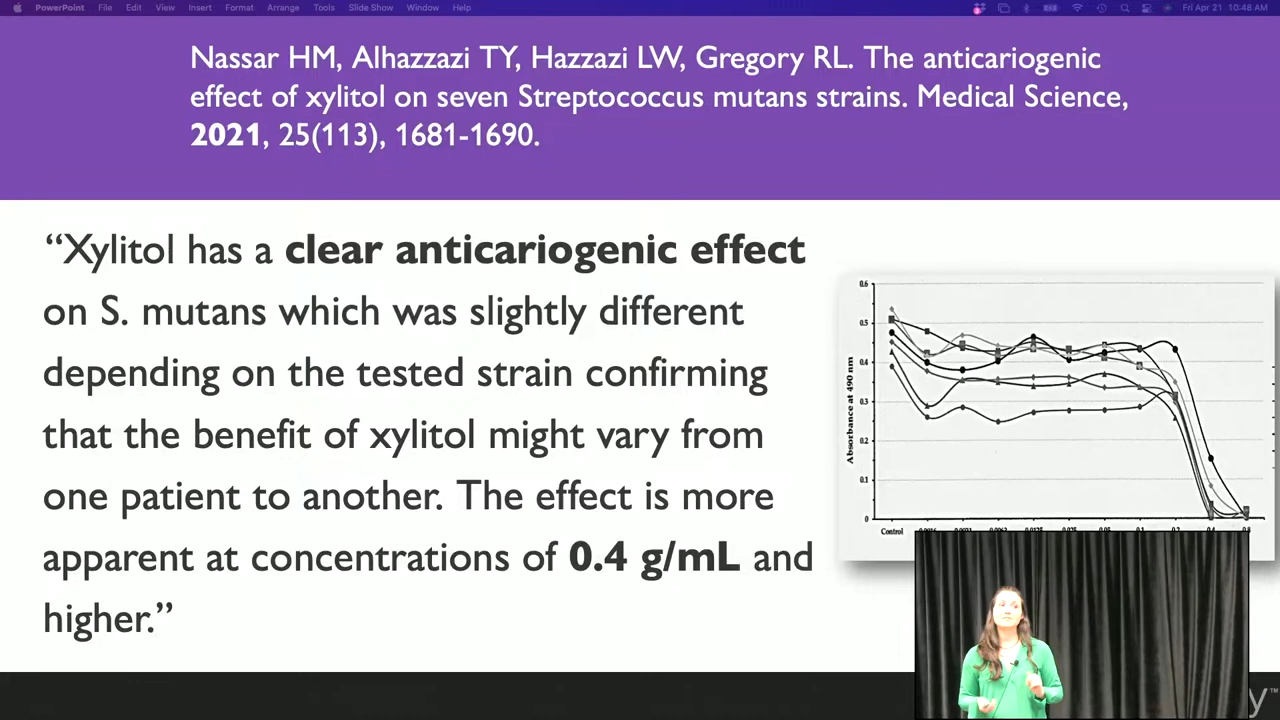 PowerPoint File Edit View Insert Format Arrange Tools Slide Show Window Help Fri Apr 21 10:48 AM
Nassar HM, Alhazzazi TY, Hazzazi LW, Gregory RL. The anticariogenic
effect of xylitol on seven Streptococcus mutans strains. Medical Science,
2021, 25(113), 1681-1690.
“Xylitol has a clear anticariogenic effect
on S. mutans which was slightly different
depending on the tested strain confirming
that the benefit of xylitol might vary from
one patient to another. The effect is more
apparent at concentrations of 0.4 g/mL and
higher.”
Absorbance at 490 nm
0.6
0.5
0.4
0.3
0.2
0.1
0
Control
y™